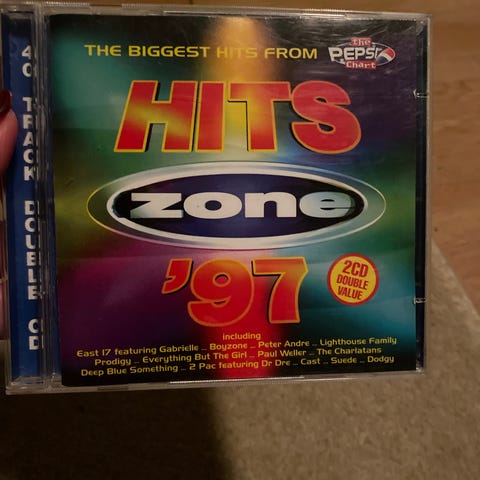 40 TRACK DOUBLE CD
THE BIGGEST HITS FROM
the
PEPSI
Chart
HITS
zone
'97
2CD
DOUBLE
VALUE
including
East 17 featuring Gabrielle ... Boyzone ... Peter Andre ... Lighthouse Family
Prodigy ... Everything But The Girl ... Paul Weller ... The Charlatans
Deep Blue Something ... 2 Pac featuring Dr Dre ... Cast ... Suede ... Dodgy